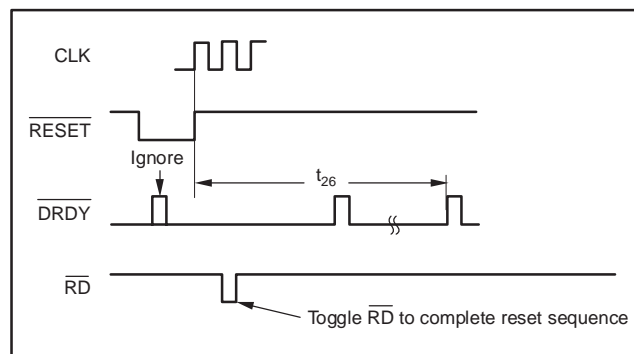 CLK
RESET
Ignore
t26
DRDY
RD
Toggle RD to complete reset sequence